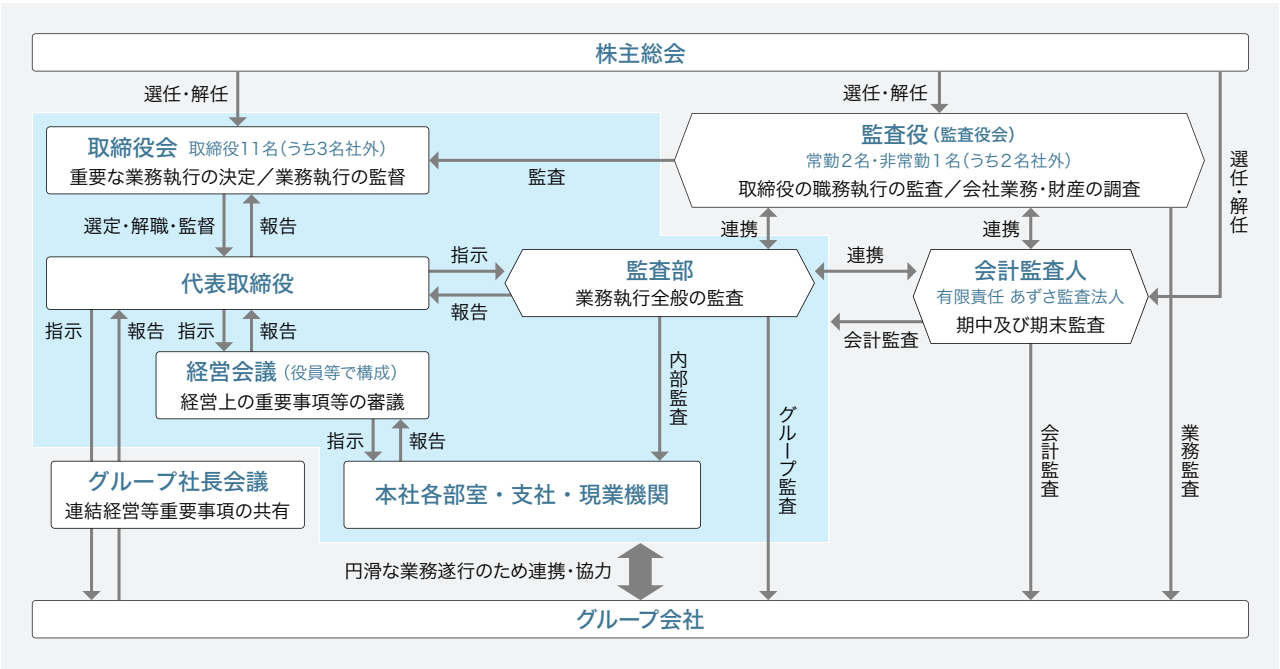 株主総会
選任・解任
選任・解任
選任・解任
取締役会 取締役11名(うち3名社外)
重要な業務執行の決定／業務執行の監督
監査
監査役(監査役会)
常勤2名・非常勤1名(うち2名社外)
取締役の職務執行の監査／会社業務・財産の調査
選定・解職・監督
報告
連携
連携
代表取締役
指示
報告
監査部
業務執行全般の監査
連携
会計監査人
有限責任 あずさ監査法人
期中及び期末監査
会計監査
指示
報告
指示
報告
経営会議(役員等で構成)
経営上の重要事項等の審議
内部監査
グループ監査
会計監査
業務監査
指示
報告
グループ社長会議
連結経営等重要事項の共有
本社各部室・支社・現業機関
円滑な業務遂行のため連携・協力
グループ会社